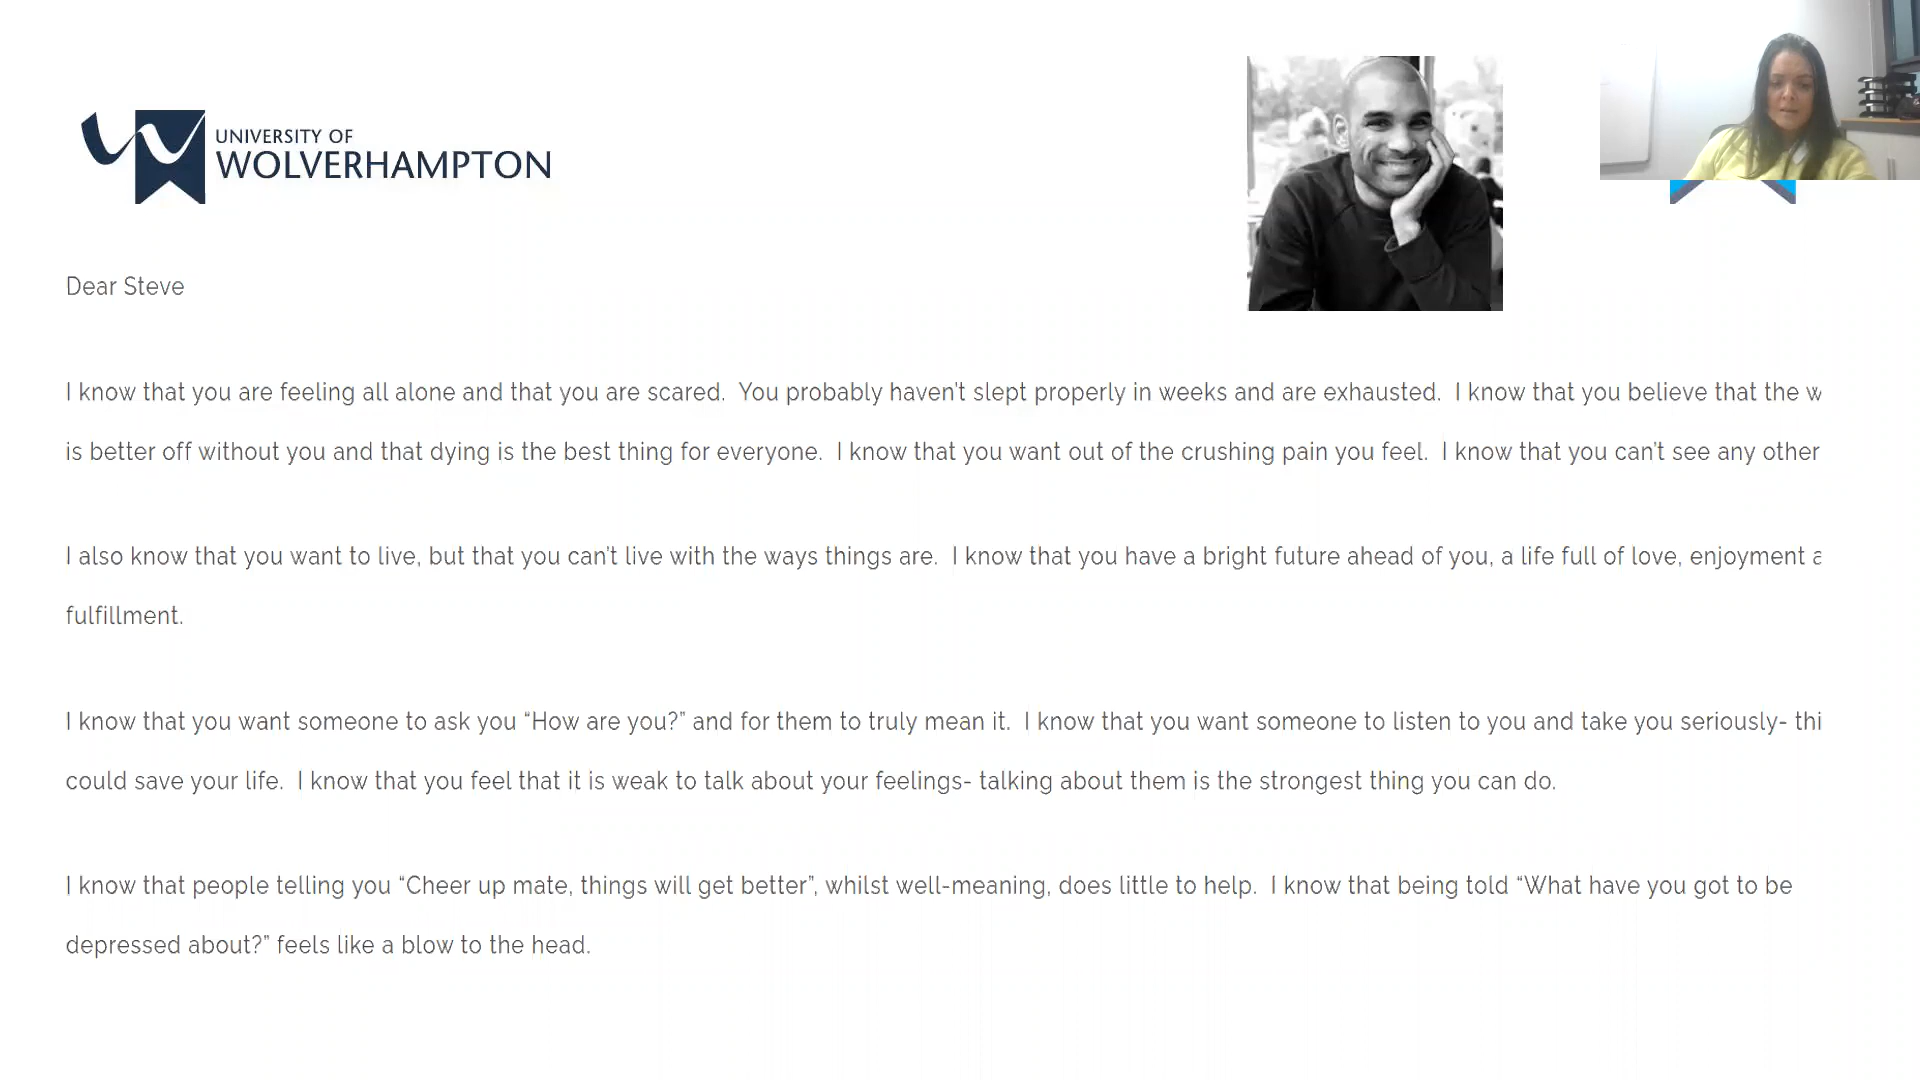 UNIVERSITY OF
WOLVERHAMPTON
Dear Steve
I know that you are feeling all alone and that you are scared.  You probably haven't slept properly in weeks and are exhausted.  I know that you believe that the w
is better off without you and that dying is the best thing for everyone.  I know that you want out of the crushing pain you feel.  I know that you can't see any other
I also know that you want to live, but that you can't live with the ways things are.  I know that you have a bright future ahead of you, a life full of love, enjoyment a
fulfillment.
I know that you want someone to ask you “How are you?” and for them to truly mean it.  I know that you want someone to listen to you and take you seriously- thi
could save your life.  I know that you feel that it is weak to talk about your feelings- talking about them is the strongest thing you can do.
I know that people telling you “Cheer up mate, things will get better”, whilst well-meaning, does little to help.  I know that being told “What have you got to be
depressed about?” feels like a blow to the head.